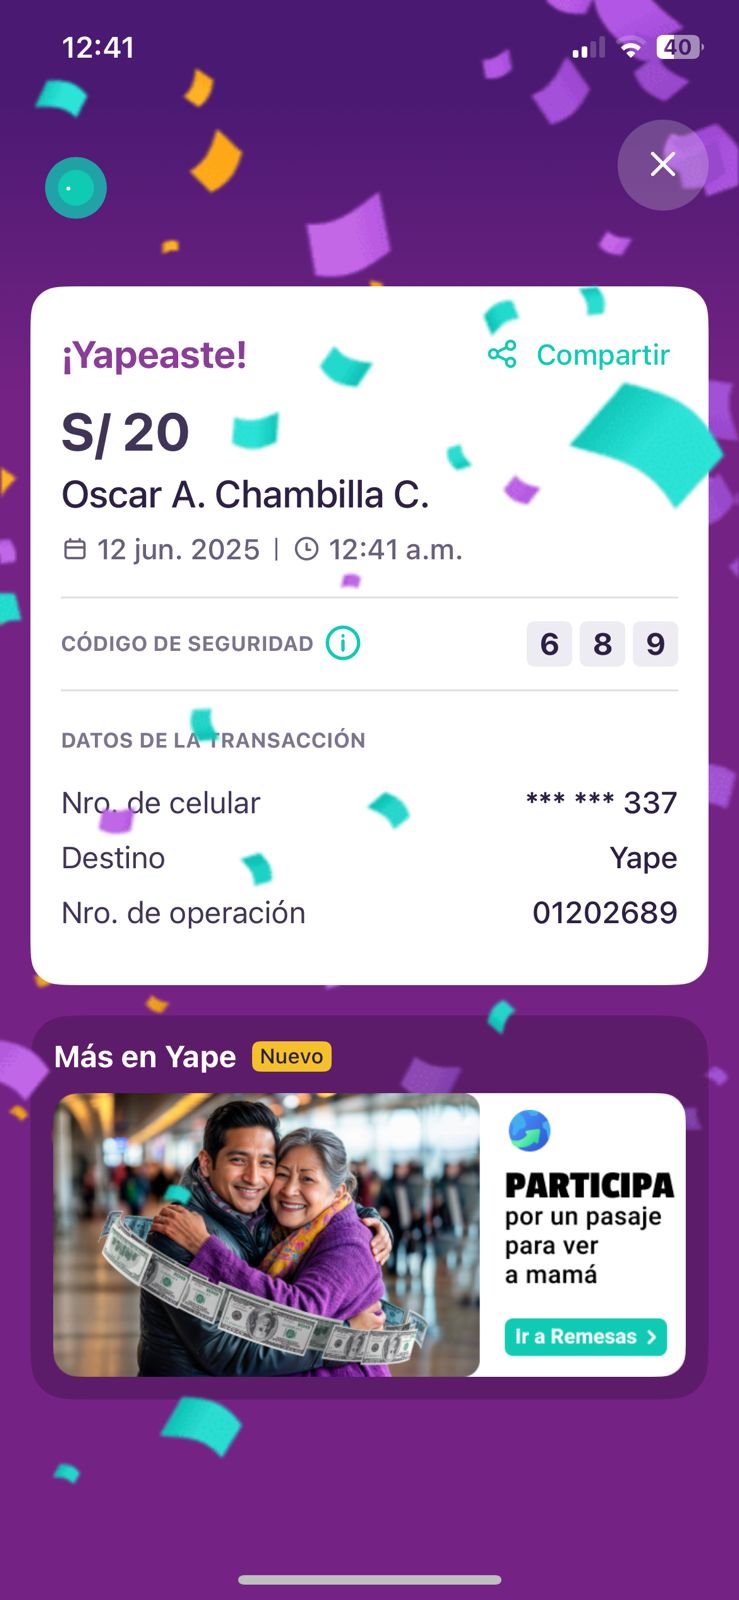 12:41
40
¡Yapeaste!
Compartir
S/ 20
Oscar A. Chambilla C.
12 jun. 2025 | 12:41 a.m.
CÓDIGO DE SEGURIDAD
6 8 9
DATOS DE LA TRANSACCIÓN
Nro. de celular *** *** 337
Destino Yape
Nro. de operación 01202689
Más en Yape Nuevo
PARTICIPA
por un pasaje
para ver
a mamá
Ir a Remesas